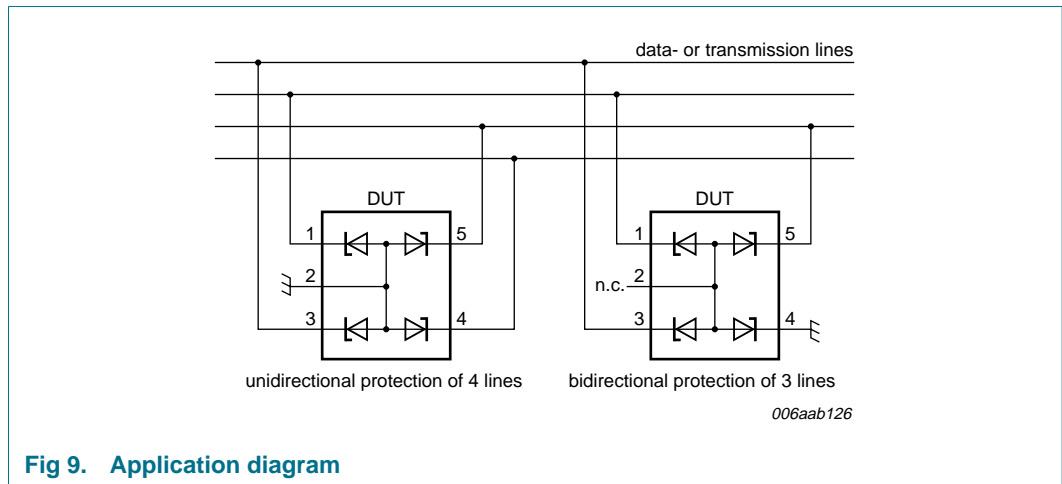 data- or transmission lines
DUT DUT
1 5 1 5
2 n.c. 2
3 4 3 4
unidirectional protection of 4 lines bidirectional protection of 3 lines
006aab126
Fig 9. Application diagram